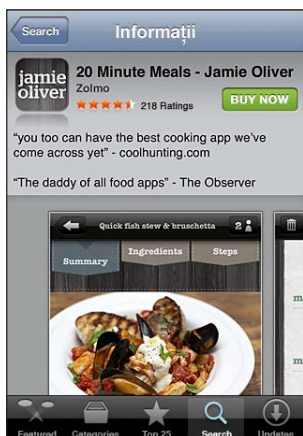 Search
Informații
jamie
oliver
20 Minute Meals - Jamie Oliver
Zolmo
218 Ratings
BUY NOW
"you too can have the best cooking app we've
come across yet" - coolhunting.com
"The daddy of all food apps" - The Observer
Quick fish stew & bruschetta
2
Summary
Ingredients
Steps
Featured
Categories
Top 25
Search
Updates